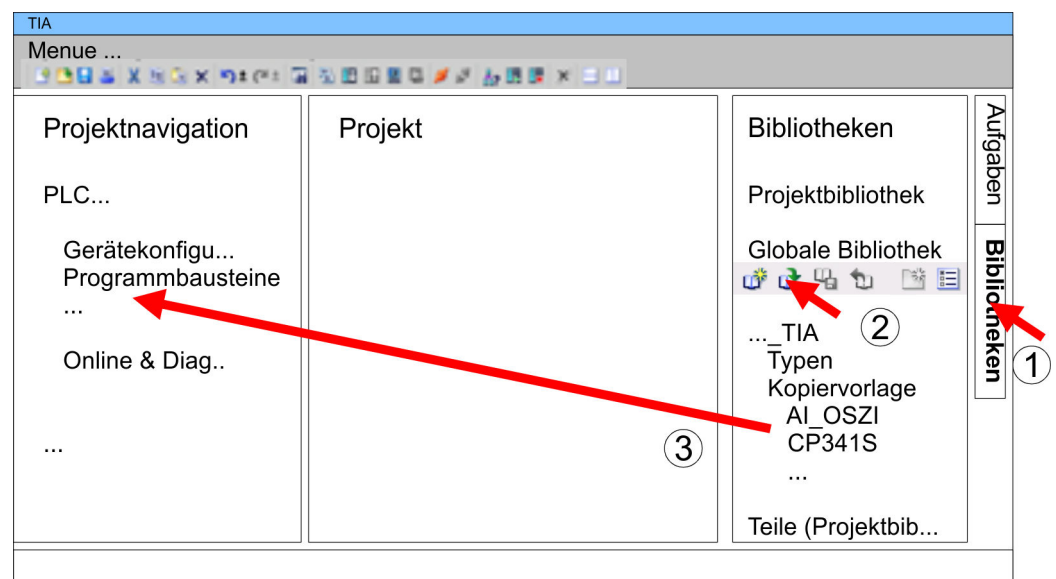 TIA
Menue ...
Projektnavigation
PLC...
Gerätekonfigu...
Programmbausteine
...
Online & Diag..
...
Projekt
③
Bibliotheken
Projektbibliothek
Globale Bibliothek
②
..._TIA
Typen
Kopiervorlage
AI_OSZI
CP341S
...
Teile (Projektbib...
Aufgaben
Bibliotheken
①